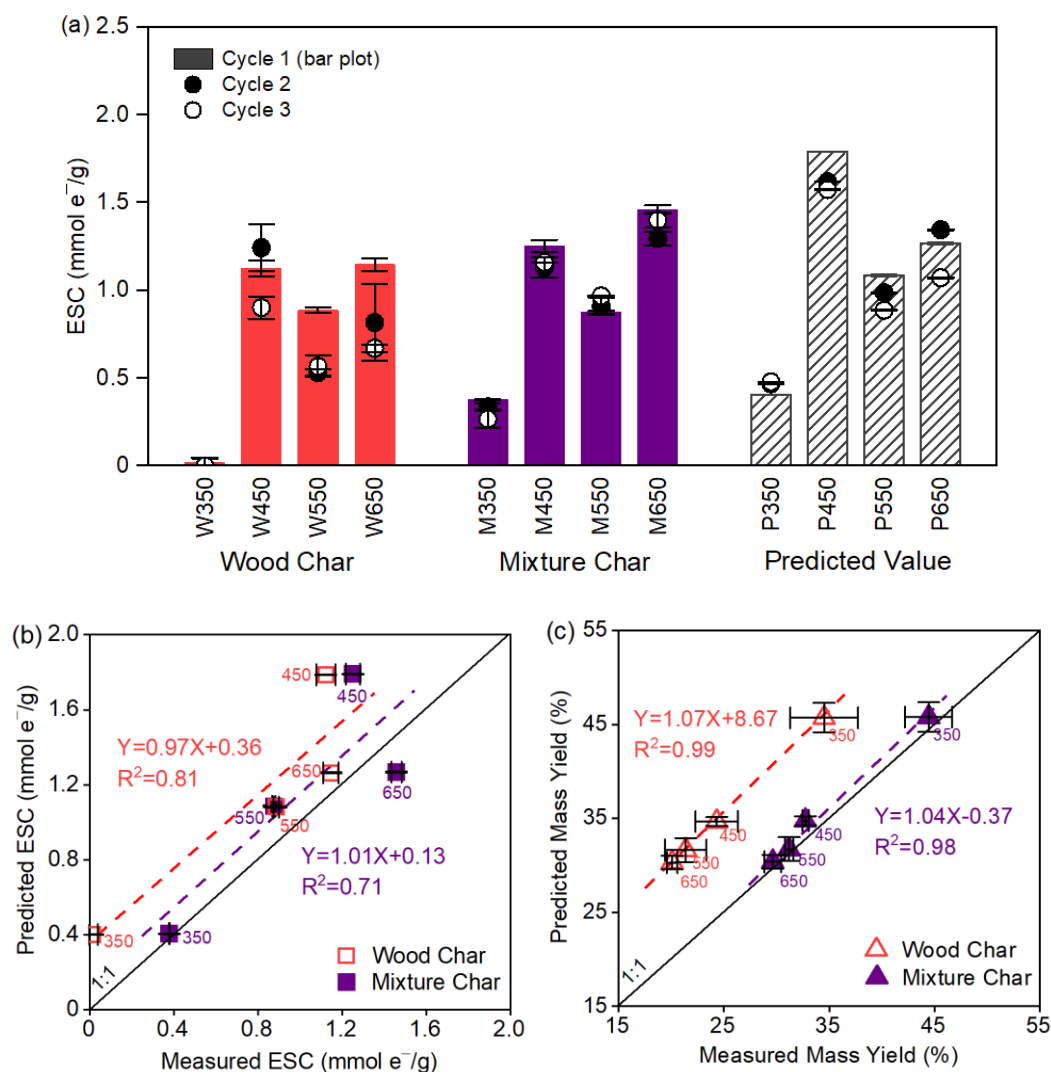 (a)
2.5
2.0
1.5
1.0
0.5
0
ESC (mmol e⁻/g)
Cycle 1 (bar plot)
Cycle 2
Cycle 3
W350 W450 W550 W650 M350 M450 M550 M650 P350 P450 P550 P650
Wood Char Mixture Char Predicted Value
(b)
2.0
1.6
1.2
0.8
0.4
0
Predicted ESC (mmol e⁻/g)
450
450
Y=0.97X+0.36
R²=0.81
650
650
550
550
Y=1.01X+0.13
R²=0.71
350
350
1:1
Wood Char
Mixture Char
0 0.4 0.8 1.2 1.6 2.0
Measured ESC (mmol e⁻/g)
(c)
55
45
35
25
15
Predicted Mass Yield (%)
Y=1.07X+8.67
R²=0.99
350
350
450
450
Y=1.04X−0.37
R²=0.98
550
550
650
650
1:1
Wood Char
Mixture Char
15 25 35 45 55
Measured Mass Yield (%)